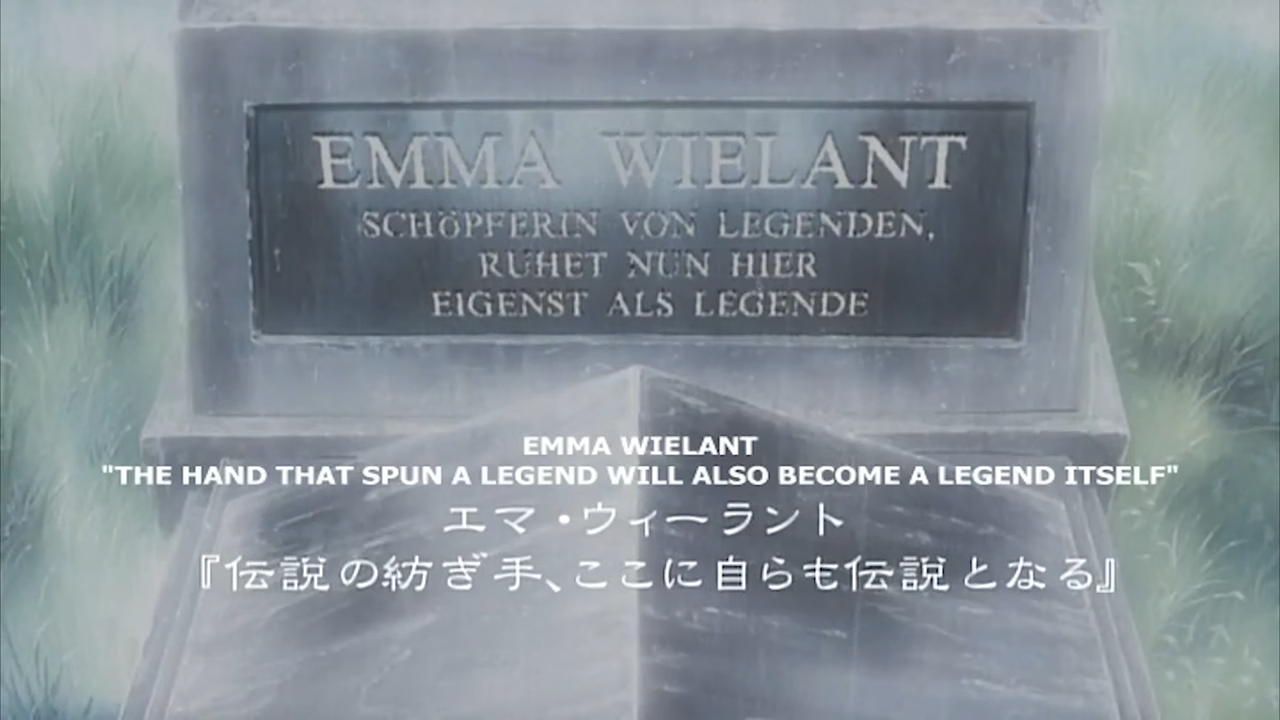 EMMA WIELANT
SCHÖPFERIN VON LEGENDEN,
RUHET NUN HIER
EIGENST ALS LEGENDE
EMMA WIELANT
"THE HAND THAT SPUN A LEGEND WILL ALSO BECOME A LEGEND ITSELF"
エマ・ウィーラント
『伝説の紡ぎ手、ここに自らも伝説となる』